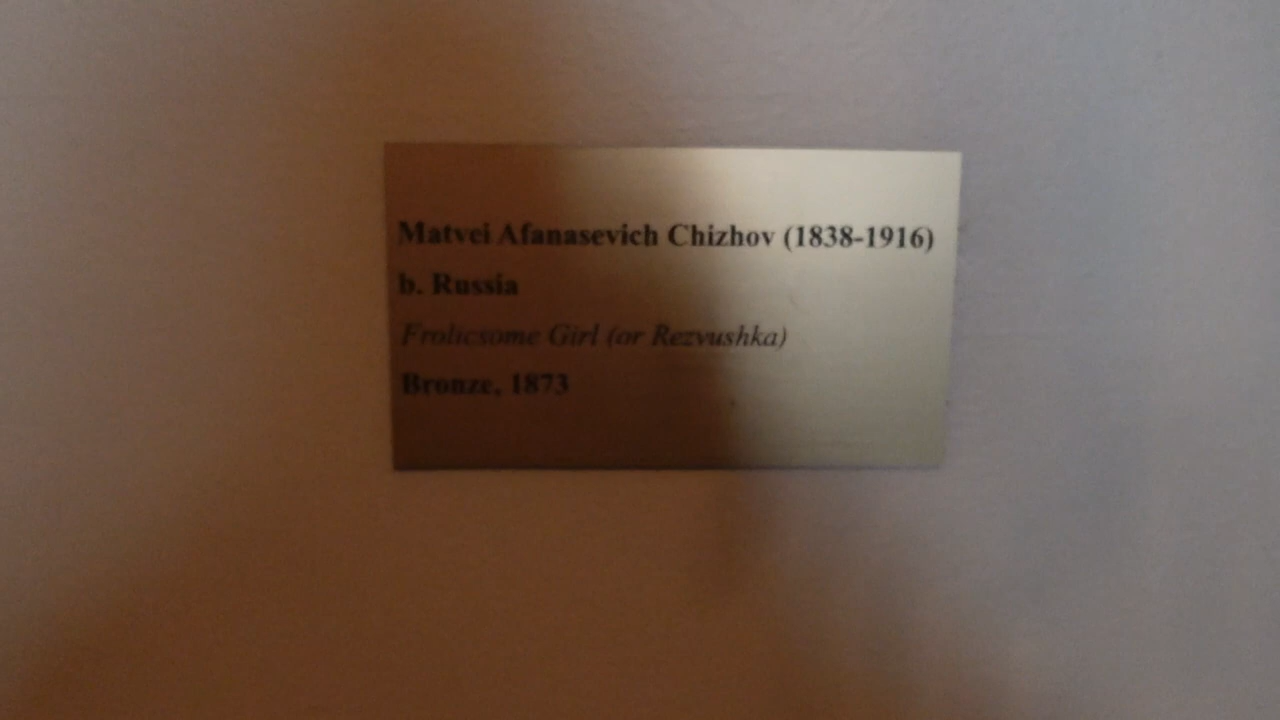 Matvei Afanasevich Chizhov (1838-1916)
b. Russia
Frolicsome Girl (or Rezvushka)
Bronze, 1873